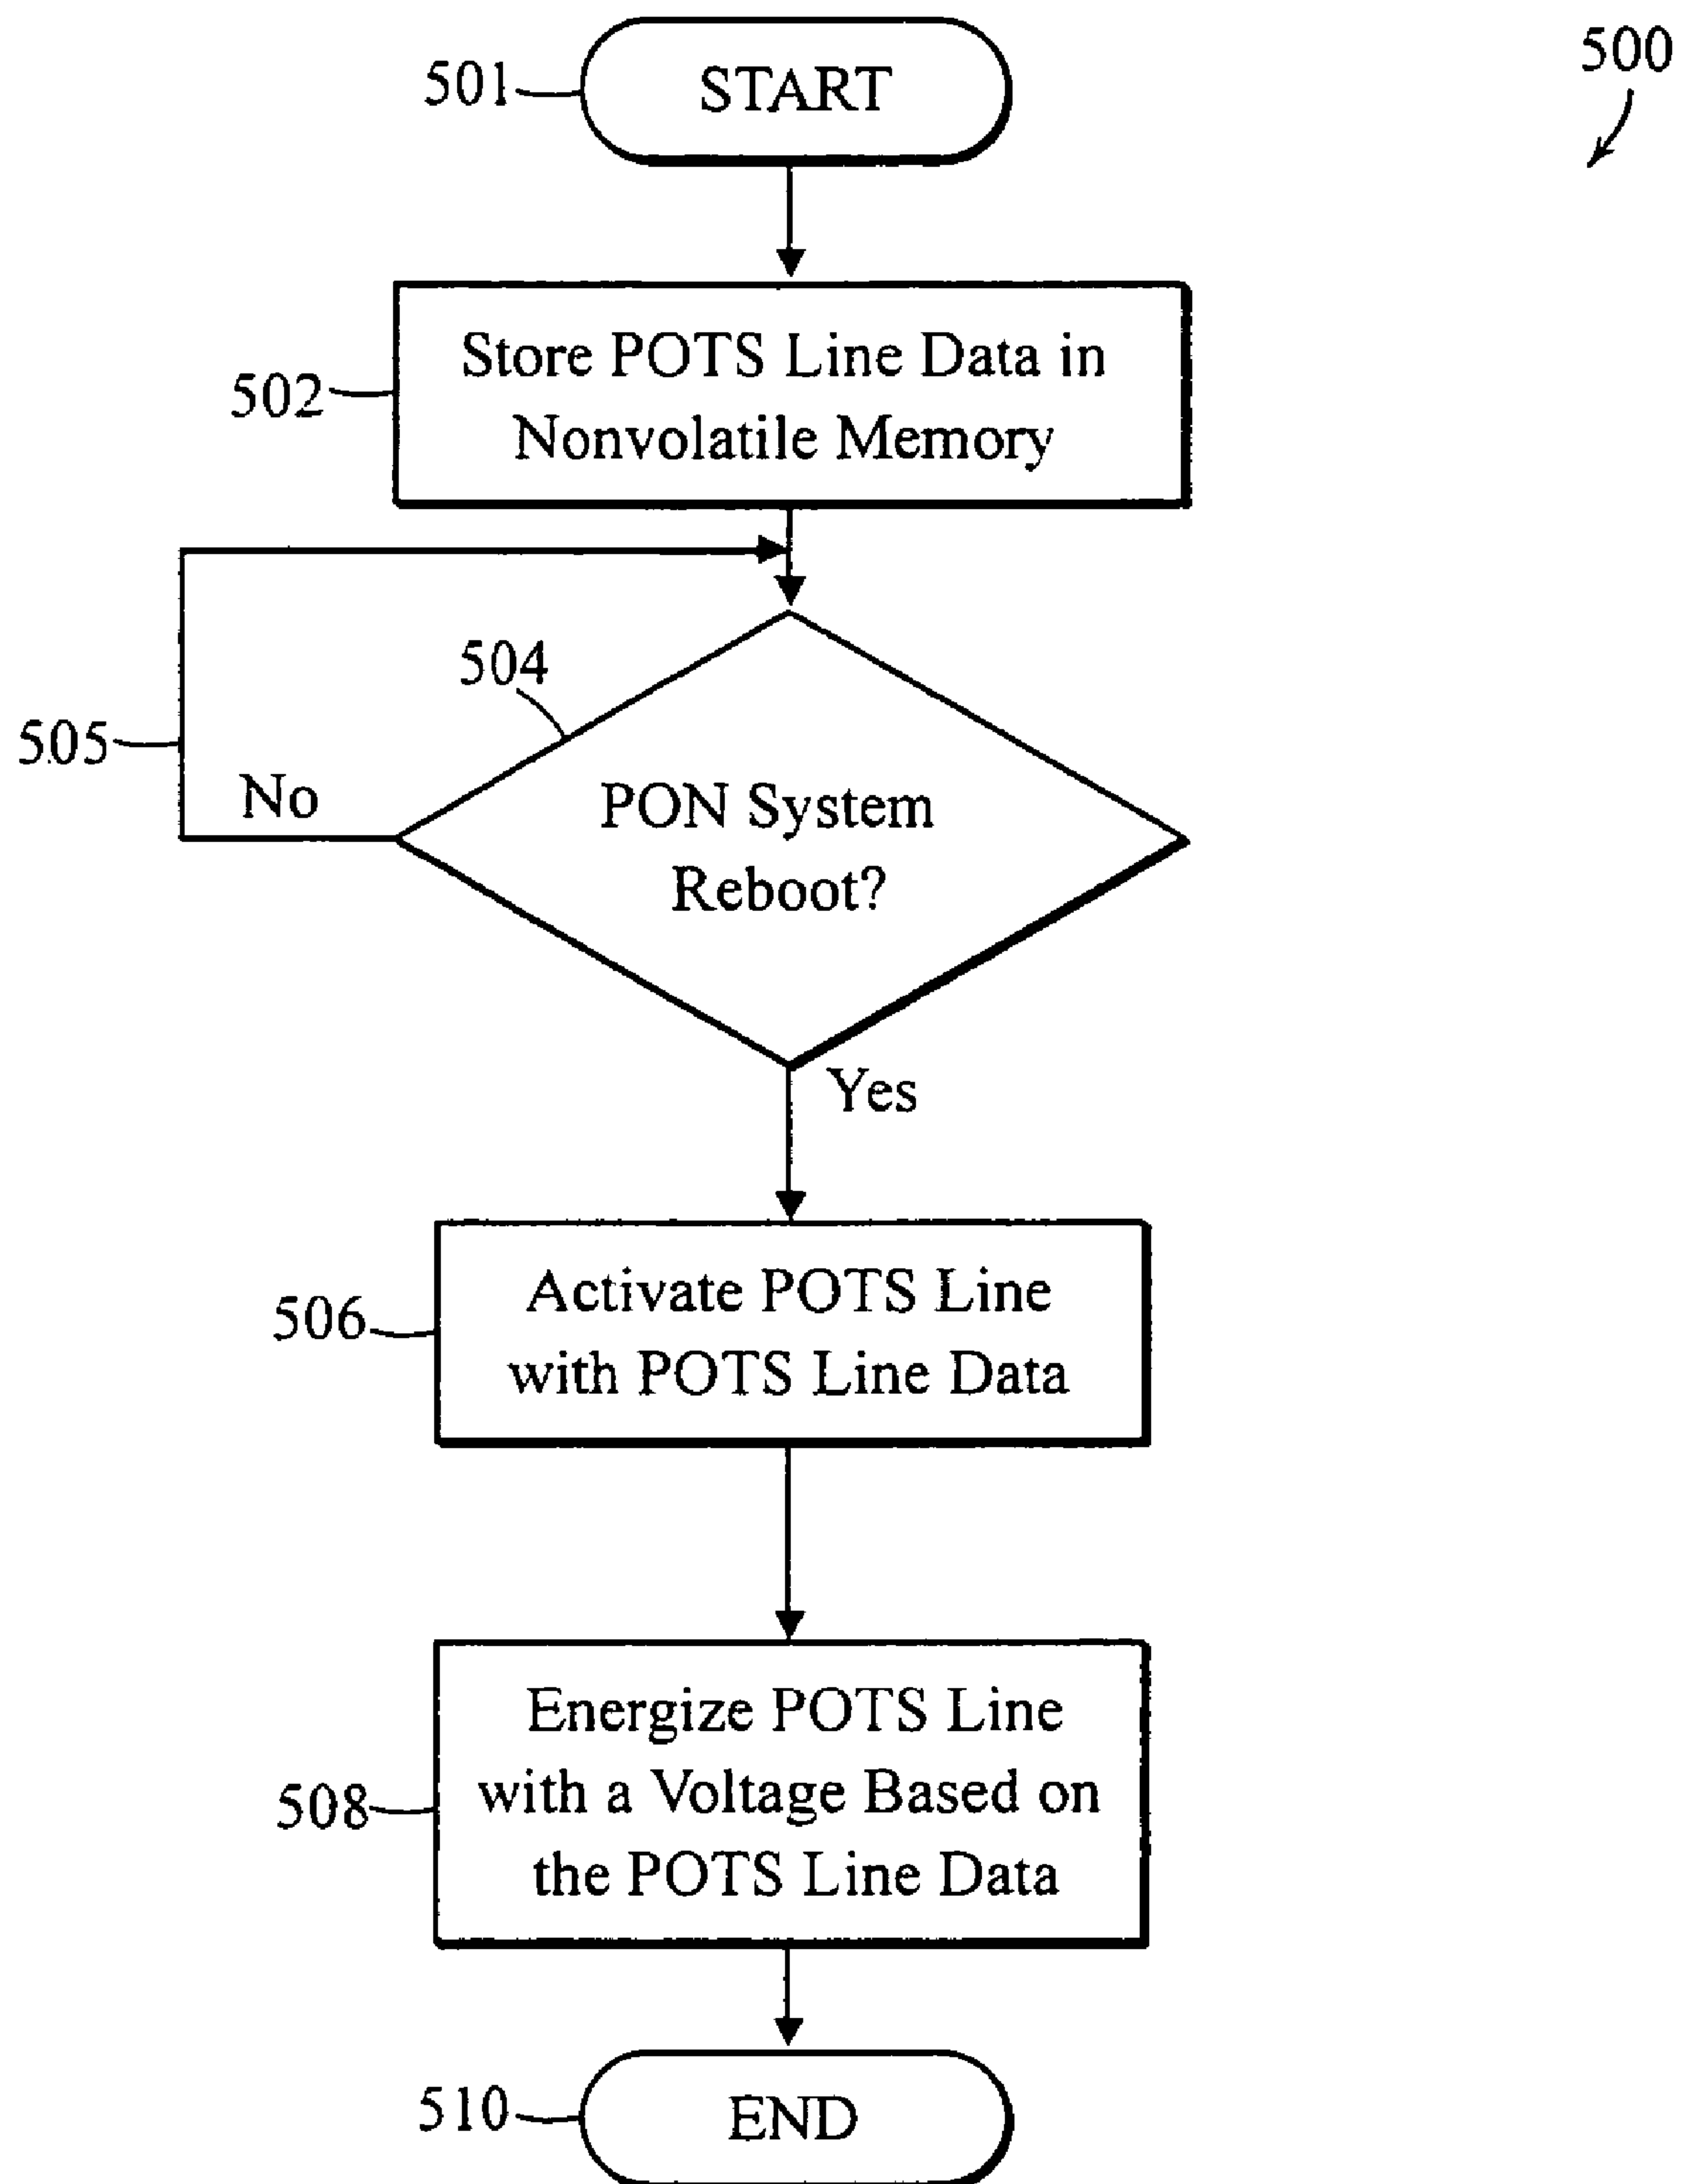 500
501
START
502
Store POTS Line Data in
Nonvolatile Memory
504
505
No
PON System
Reboot?
Yes
506
Activate POTS Line
with POTS Line Data
508
Energize POTS Line
with a Voltage Based on
the POTS Line Data
510
END